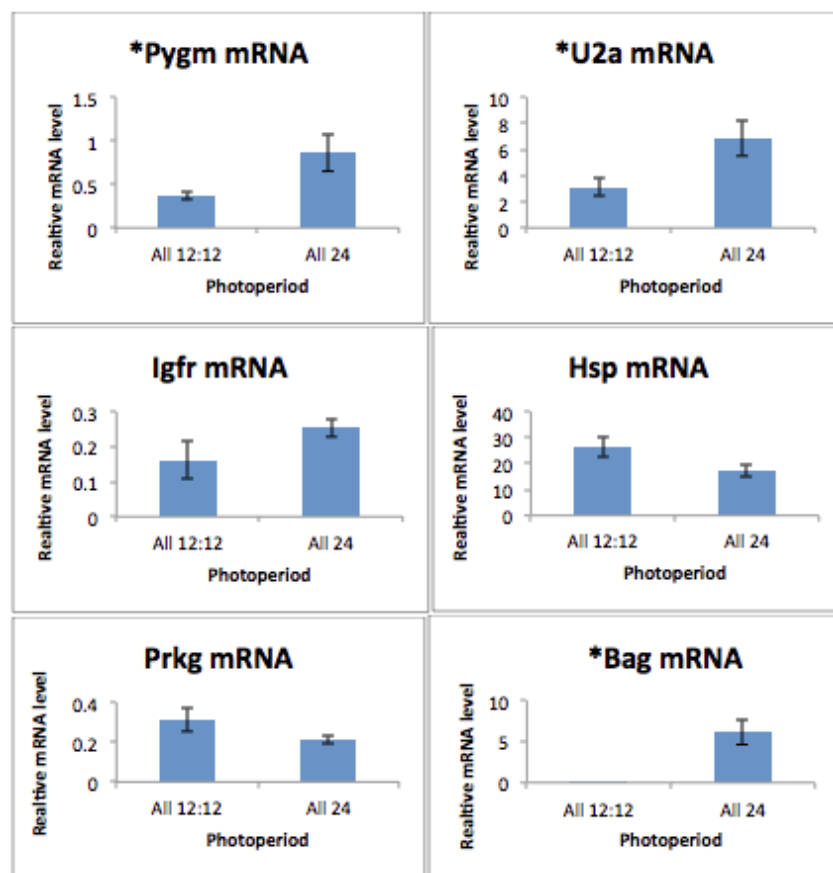 *Pygm mRNA
Realtive mRNA level
1.5
1
0.5
0
All 12:12 All 24
Photoperiod
*U2a mRNA
Realtive mRNA level
10
8
6
4
2
0
All 12:12 All 24
Photoperiod
Igfr mRNA
Realtive mRNA level
0.3
0.2
0.1
0
All 12:12 All 24
Photoperiod
Hsp mRNA
Realtive mRNA level
40
30
20
10
0
All 12:12 All 24
Photoperiod
Prkg mRNA
Realtive mRNA level
0.4
0.2
0
All 12:12 All 24
Photoperiod
*Bag mRNA
Realtive mRNA level
10
5
0
All 12:12 All 24
Photoperiod